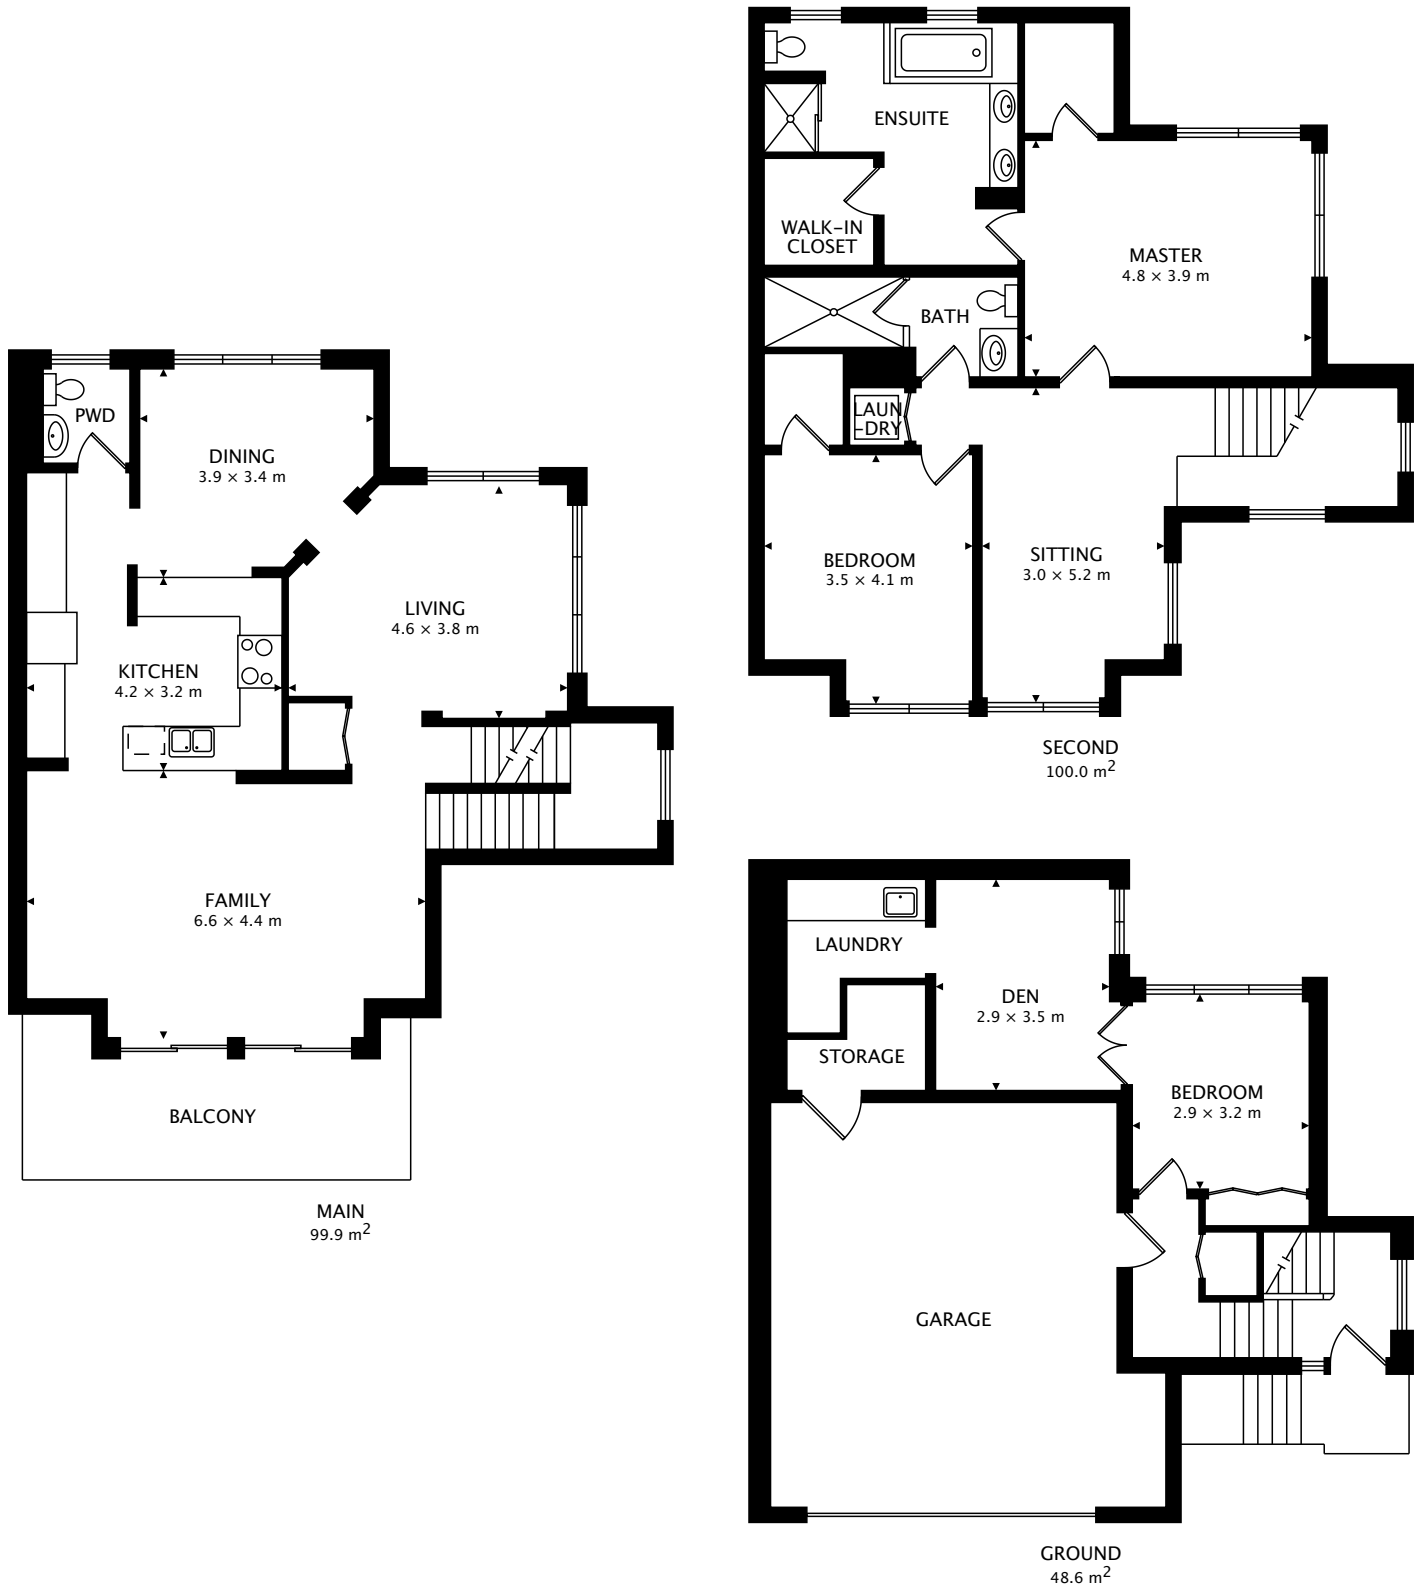 ENSUITE
WALK-IN
CLOSET
MASTER
4.8 × 3.9 m
BATH
LAUN
-DRY
BEDROOM
3.5 × 4.1 m
SITTING
3.0 × 5.2 m
SECOND
100.0 m²
PWD
DINING
3.9 × 3.4 m
LIVING
4.6 × 3.8 m
KITCHEN
4.2 × 3.2 m
FAMILY
6.6 × 4.4 m
BALCONY
MAIN
99.9 m²
LAUNDRY
DEN
2.9 × 3.5 m
STORAGE
BEDROOM
2.9 × 3.2 m
GARAGE
GROUND
48.6 m²